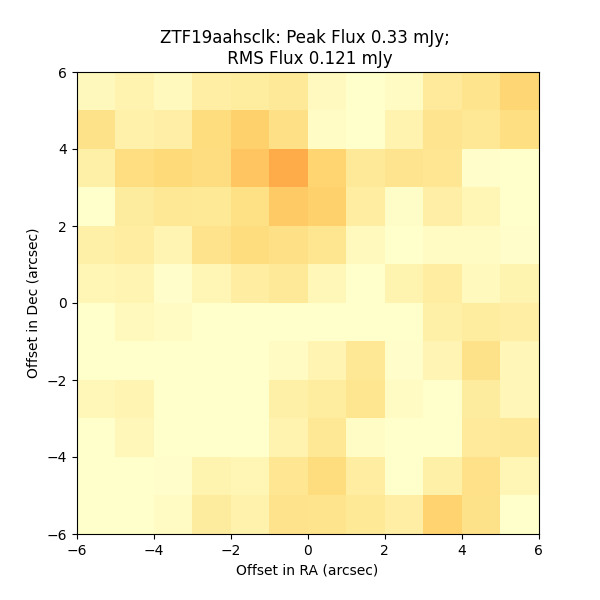 ZTF19aahsclk: Peak Flux 0.33 mJy;
RMS Flux 0.121 mJy
6
4
2
0
−2
−4
−6
Offset in Dec (arcsec)
−6 −4 −2 0 2 4 6
Offset in RA (arcsec)